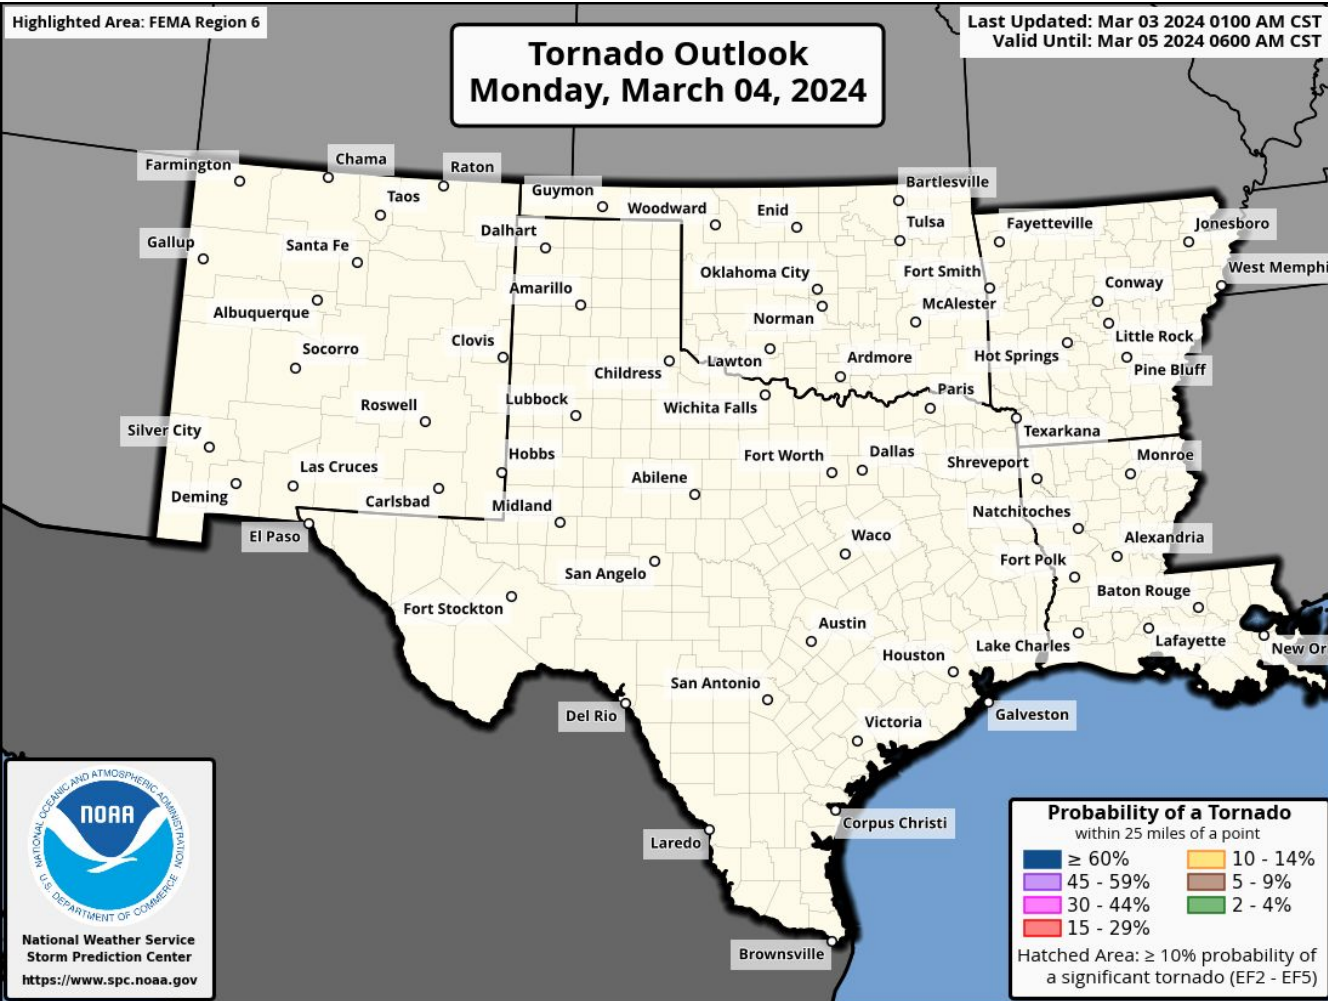 Highlighted Area: FEMA Region 6
Last Updated: Mar 03 2024 0100 AM CST
Valid Until: Mar 05 2024 0600 AM CST
Tornado Outlook
Monday, March 04, 2024
Farmington
Chama
Raton
Taos
Guymon
Woodward
Enid
Bartlesville
Tulsa
Fayetteville
Jonesboro
Gallup
Santa Fe
Dalhart
Oklahoma City
Fort Smith
West Memphi
Albuquerque
Amarillo
Norman
McAlester
Conway
Socorro
Clovis
Childress
Lawton
Ardmore
Hot Springs
Little Rock
Pine Bluff
Roswell
Lubbock
Wichita Falls
Paris
Texarkana
Silver City
Las Cruces
Hobbs
Abilene
Fort Worth
Dallas
Shreveport
Monroe
Deming
Carlsbad
Midland
Natchitoches
El Paso
San Angelo
Waco
Fort Polk
Alexandria
Fort Stockton
Austin
Baton Rouge
Houston
Lake Charles
Lafayette
New Or
San Antonio
Del Rio
Victoria
Galveston
Corpus Christi
Laredo
Brownsville
NATIONAL OCEANIC AND ATMOSPHERIC ADMINISTRATION
NOAA
U.S. DEPARTMENT OF COMMERCE
National Weather Service
Storm Prediction Center
https://www.spc.noaa.gov
Probability of a Tornado
within 25 miles of a point
≥ 60%
10 - 14%
45 - 59%
5 - 9%
30 - 44%
2 - 4%
15 - 29%
Hatched Area: ≥ 10% probability of
a significant tornado (EF2 - EF5)